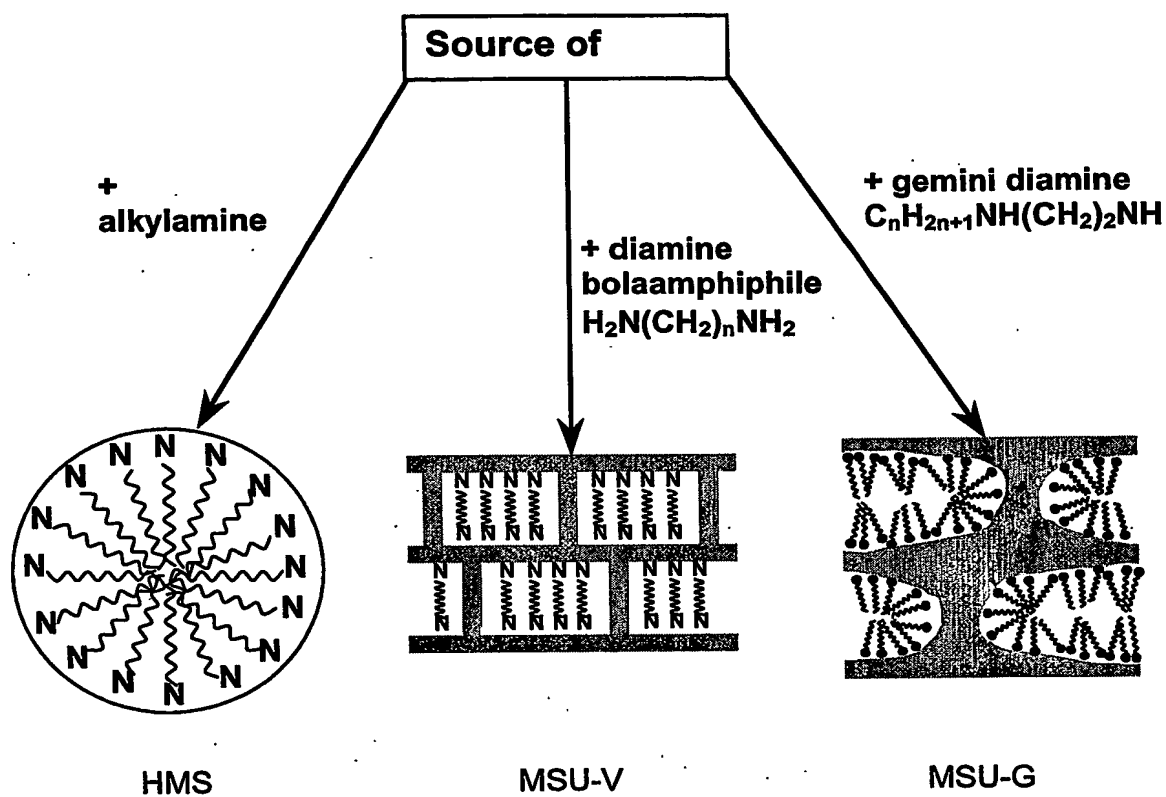 Source of
+
alkylamine
+ diamine
bolaamphiphile
H₂N(CH₂)ₙNH₂
+ gemini diamine
CₙH₂ₙ₊₁NH(CH₂)₂NH
N N N N N N N N N N N N N N N N
N N N N N N N N
N N N N N N N N
N N N N N N N N
N N N N N N N N
HMS
MSU-V
MSU-G